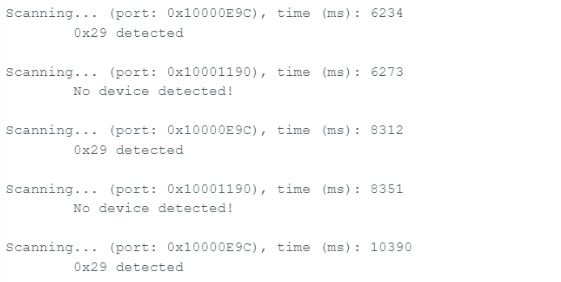 Scanning... (port: 0x10000E9C), time (ms): 6234
0x29 detected
Scanning... (port: 0x10001190), time (ms): 6273
No device detected!
Scanning... (port: 0x10000E9C), time (ms): 8312
0x29 detected
Scanning... (port: 0x10001190), time (ms): 8351
No device detected!
Scanning... (port: 0x10000E9C), time (ms): 10390
0x29 detected